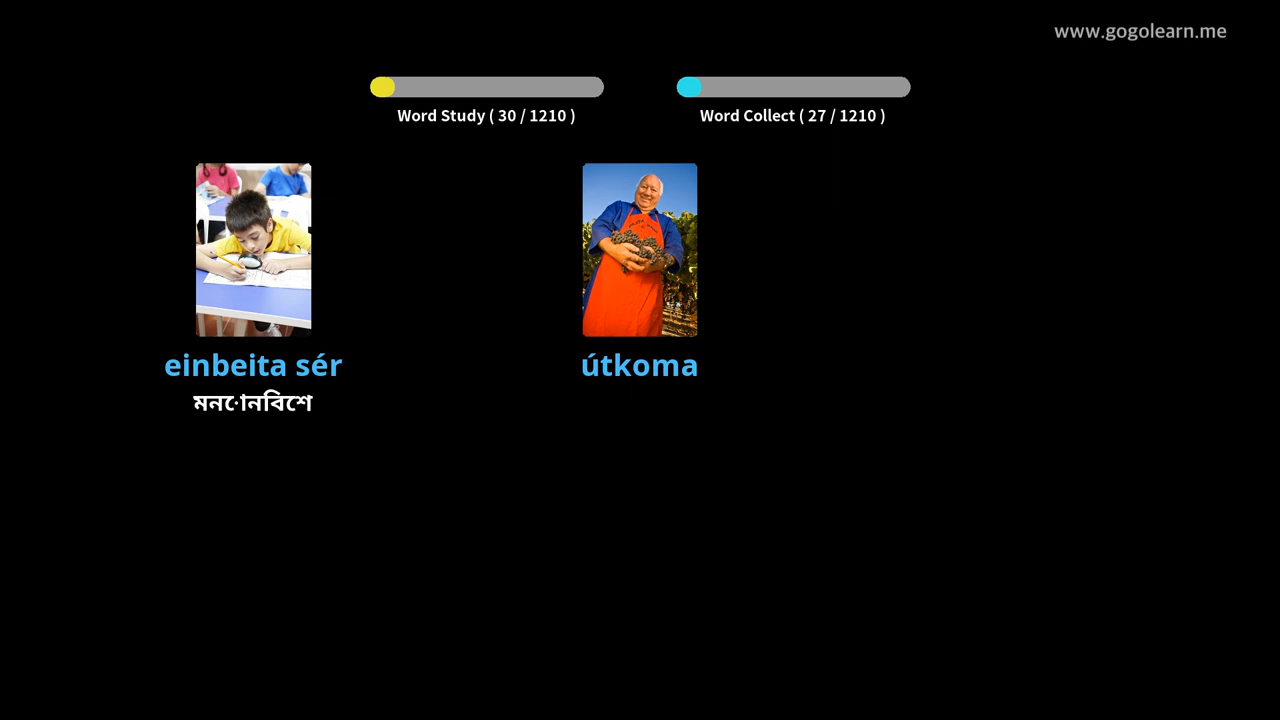 www.gogolearn.me
Word Study ( 30 / 1210 )
Word Collect ( 27 / 1210 )
einbeita sér
útkoma
মনোনিবেশ